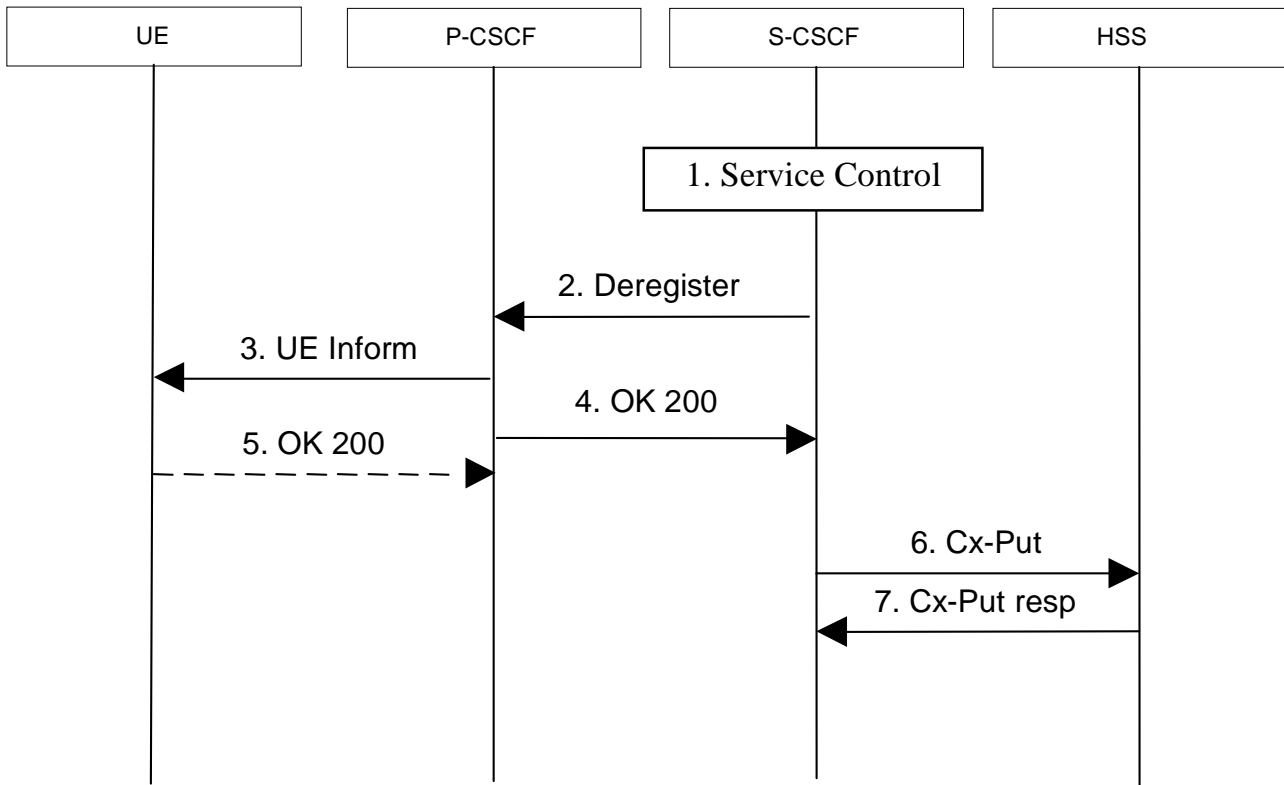 UE
P-CSCF
S-CSCF
HSS
1. Service Control
2. Deregister
3. UE Inform
4. OK 200
5. OK 200
6. Cx-Put
7. Cx-Put resp